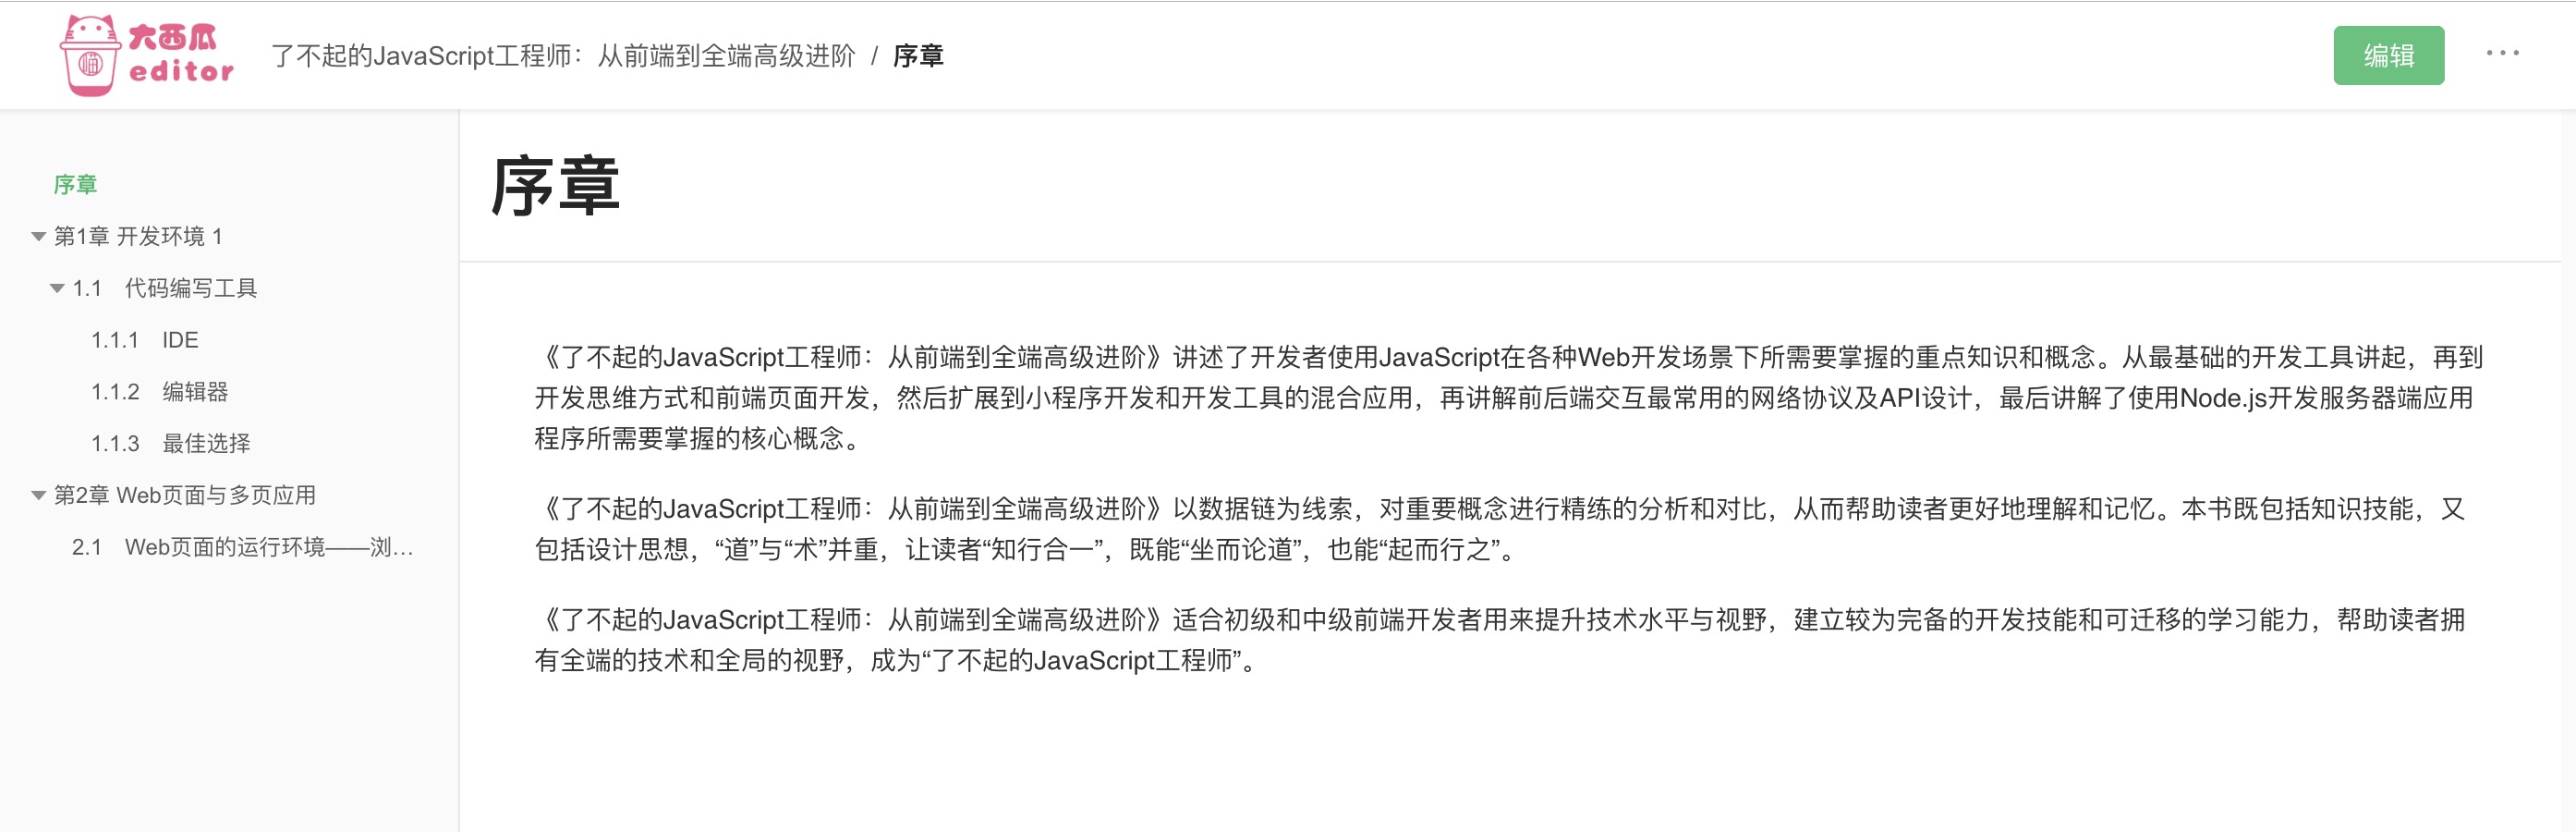 大西瓜
editor
了不起的JavaScript工程师：从前端到全端高级进阶 / 序章
编辑
···
序章
第1章 开发环境 1
1.1 代码编写工具
1.1.1 IDE
1.1.2 编辑器
1.1.3 最佳选择
第2章 Web页面与多页应用
2.1 Web页面的运行环境——浏...
序章
《了不起的JavaScript工程师：从前端到全端高级进阶》讲述了开发者使用JavaScript在各种Web开发场景下所需要掌握的重点知识和概念。从最基础的开发工具讲起，再到
开发思维方式和前端页面开发，然后扩展到小程序开发和开发工具的混合应用，再讲解前后端交互最常用的网络协议及API设计，最后讲解了使用Node.js开发服务器端应用
程序所需要掌握的核心概念。
《了不起的JavaScript工程师：从前端到全端高级进阶》以数据链为线索，对重要概念进行精练的分析和对比，从而帮助读者更好地理解和记忆。本书既包括知识技能，又
包括设计思想，“道”与“术”并重，让读者“知行合一”，既能“坐而论道”，也能“起而行之”。
《了不起的JavaScript工程师：从前端到全端高级进阶》适合初级和中级前端开发者用来提升技术水平与视野，建立较为完备的开发技能和可迁移的学习能力，帮助读者拥
有全端的技术和全局的视野，成为“了不起的JavaScript工程师”。